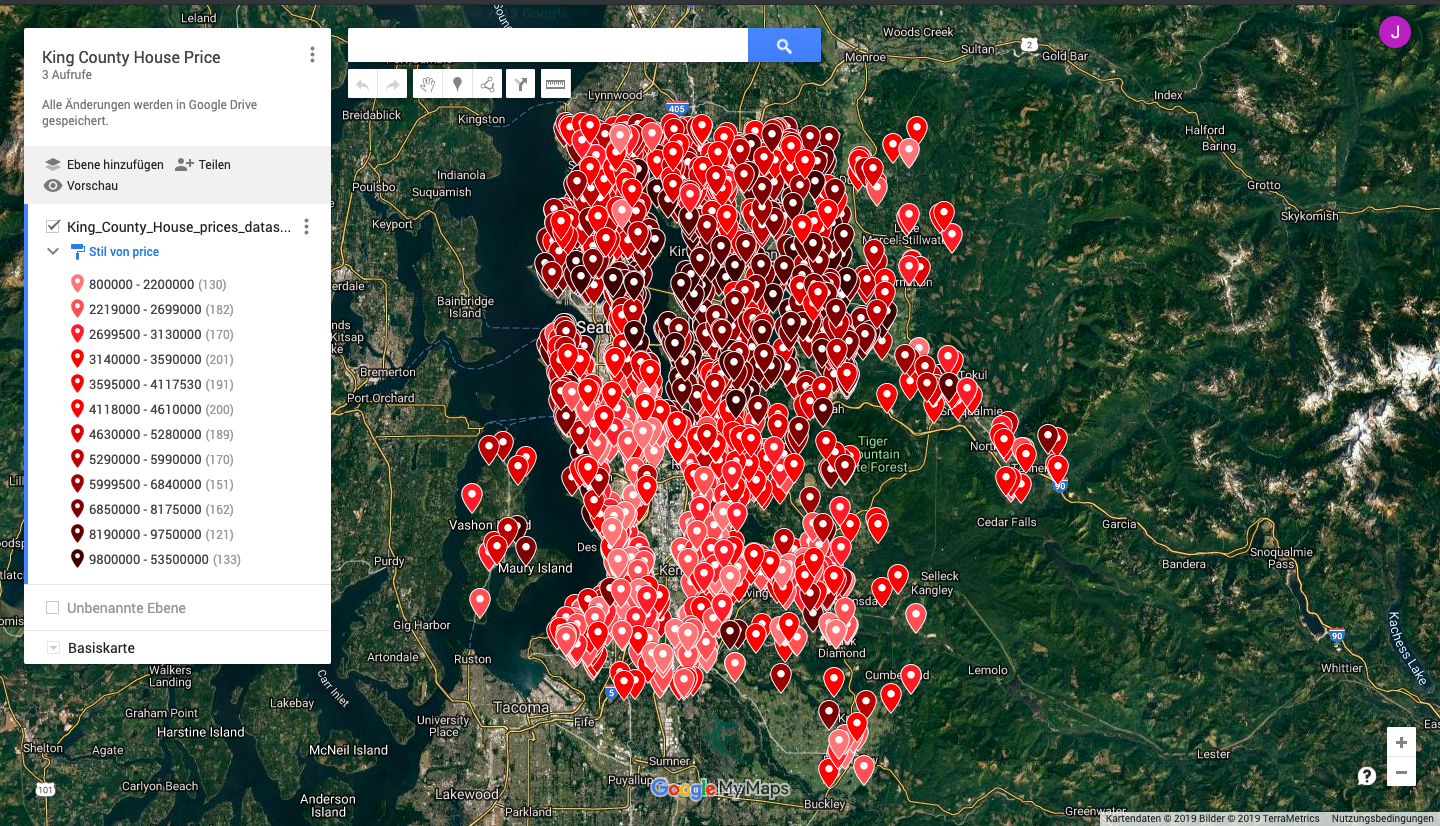 King County House Price
3 Aufrufe
Alle Änderungen werden in Google Drive
gespeichert.
Ebene hinzufügen
Teilen
Vorschau
King_County_House_prices_datas...
Stil von price
800000 - 2200000 (130)
2219000 - 2699000 (182)
2699500 - 3130000 (170)
3140000 - 3590000 (201)
3595000 - 4117530 (191)
4118000 - 4610000 (200)
4630000 - 5280000 (189)
5290000 - 5990000 (170)
5999500 - 6840000 (151)
6850000 - 8175000 (162)
8190000 - 9750000 (121)
9800000 - 53500000 (133)
Unbenannte Ebene
Basiskarte
J
Leland
Woods Creek
2
Sultan
Gold Bar
Monroe
Lynnwood
405
Index
Breidablick
Kingston
Halford
Baring
Indianola
Poulsbo
Suquamish
Grotto
Skykomish
Keyport
Bainbridge
Island
Seat
Bremerton
Port Orchard
Tokul
Tiger
Vashon
Maury Island
Des
Cedar Falls
90
Garcia
Snoqualmie
Pass
Bandera
Purdy
Selleck
Kangley
Gig Harbor
Artondale
Ruston
Diamond
Lemolo
90
Whittier
Kachess Lake
Walkers
Landing
Carr Inlet
Lakebay
Graham Point
Harstine Island
University
Place
Tacoma
5
Fife
Shelton
Agate
McNeil Island
Lester
Sumner
Puyallup
Google My Maps
101
Carlyon Beach
Anderson
Island
Lakewood
Parkland
Buckley
Greenwater
Kartendaten © 2019 Bilder © 2019 TerraMetrics
Nutzungsbedingungen